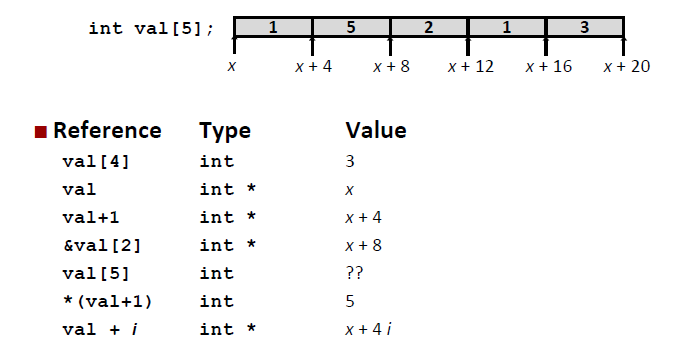 int val[5]; 1 5 2 1 3
x x + 4 x + 8 x + 12 x + 16 x + 20
Reference Type Value
val[4] int 3
val int * x
val+1 int * x + 4
&val[2] int * x + 8
val[5] int ??
*(val+1) int 5
val + i int * x + 4 i